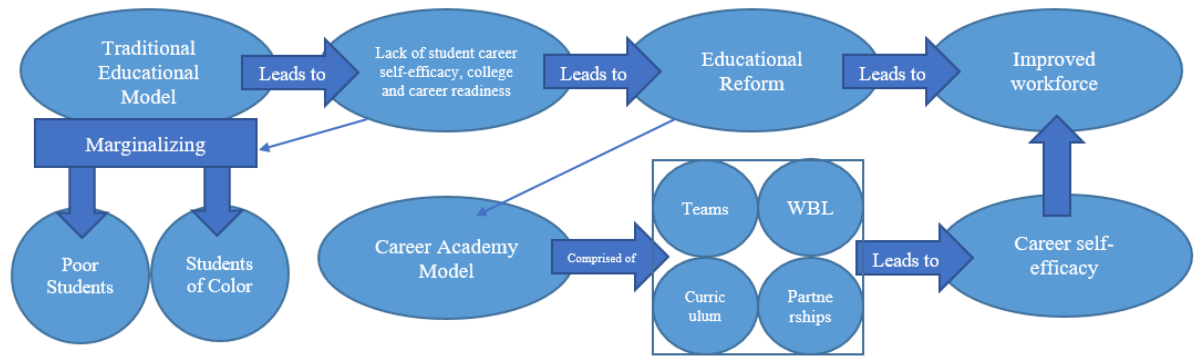 Traditional
Educational
Model
Leads to
Lack of student career
self-efficacy, college
and career readiness
Leads to
Educational
Reform
Leads to
Improved
workforce
Marginalizing
Poor
Students
Students
of Color
Career Academy
Model
Comprised of
Teams
WBL
Curric
ulum
Partne
rships
Leads to
Career self-
efficacy